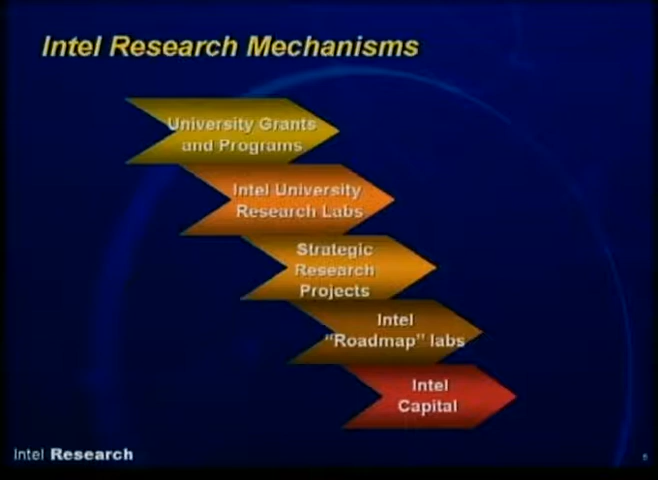 Intel Research Mechanisms
University Grants
and Programs
Intel University
Research Labs
Strategic
Research
Projects
Intel
"Roadmap" labs
Intel
Capital
Intel Research